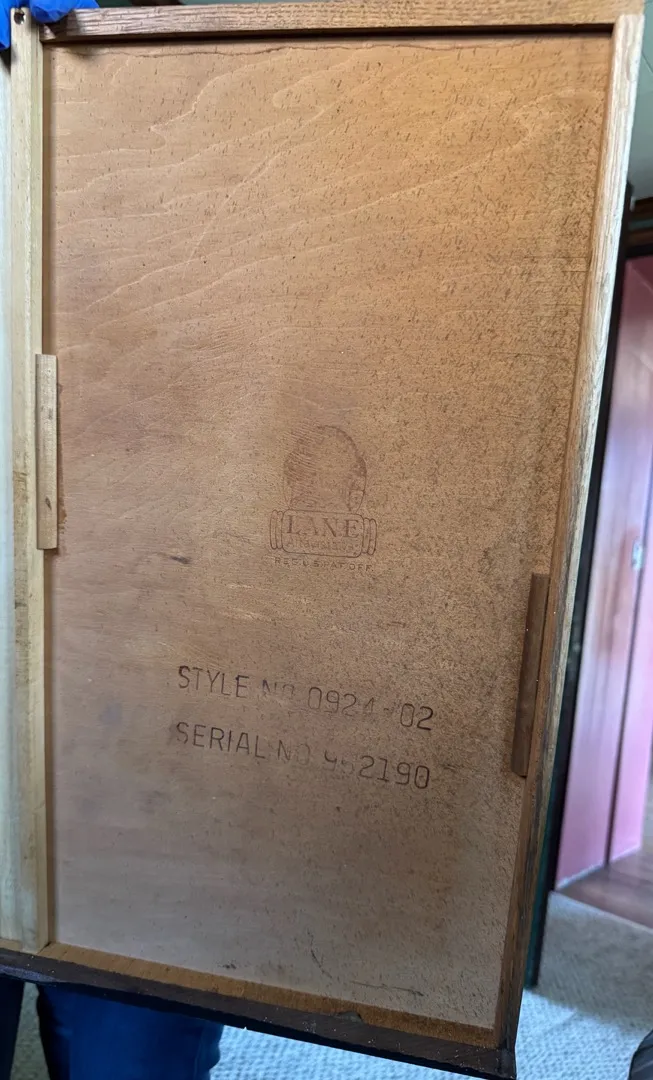 LANE
REG U.S. PAT OFF.
STYLE NO 0924-02
SERIAL NO